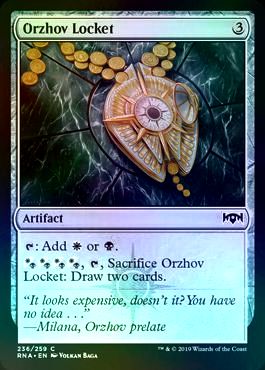 Orzhov Locket 3
Artifact
: Add or .
, , Sacrifice Orzhov
Locket: Draw two cards.
“It looks expensive, doesn’t it? You have
no idea . . .”
—Milana, Orzhov prelate
236/259 C
RNA • EN Volkan Baga
™ & © 2019 Wizards of the Coast